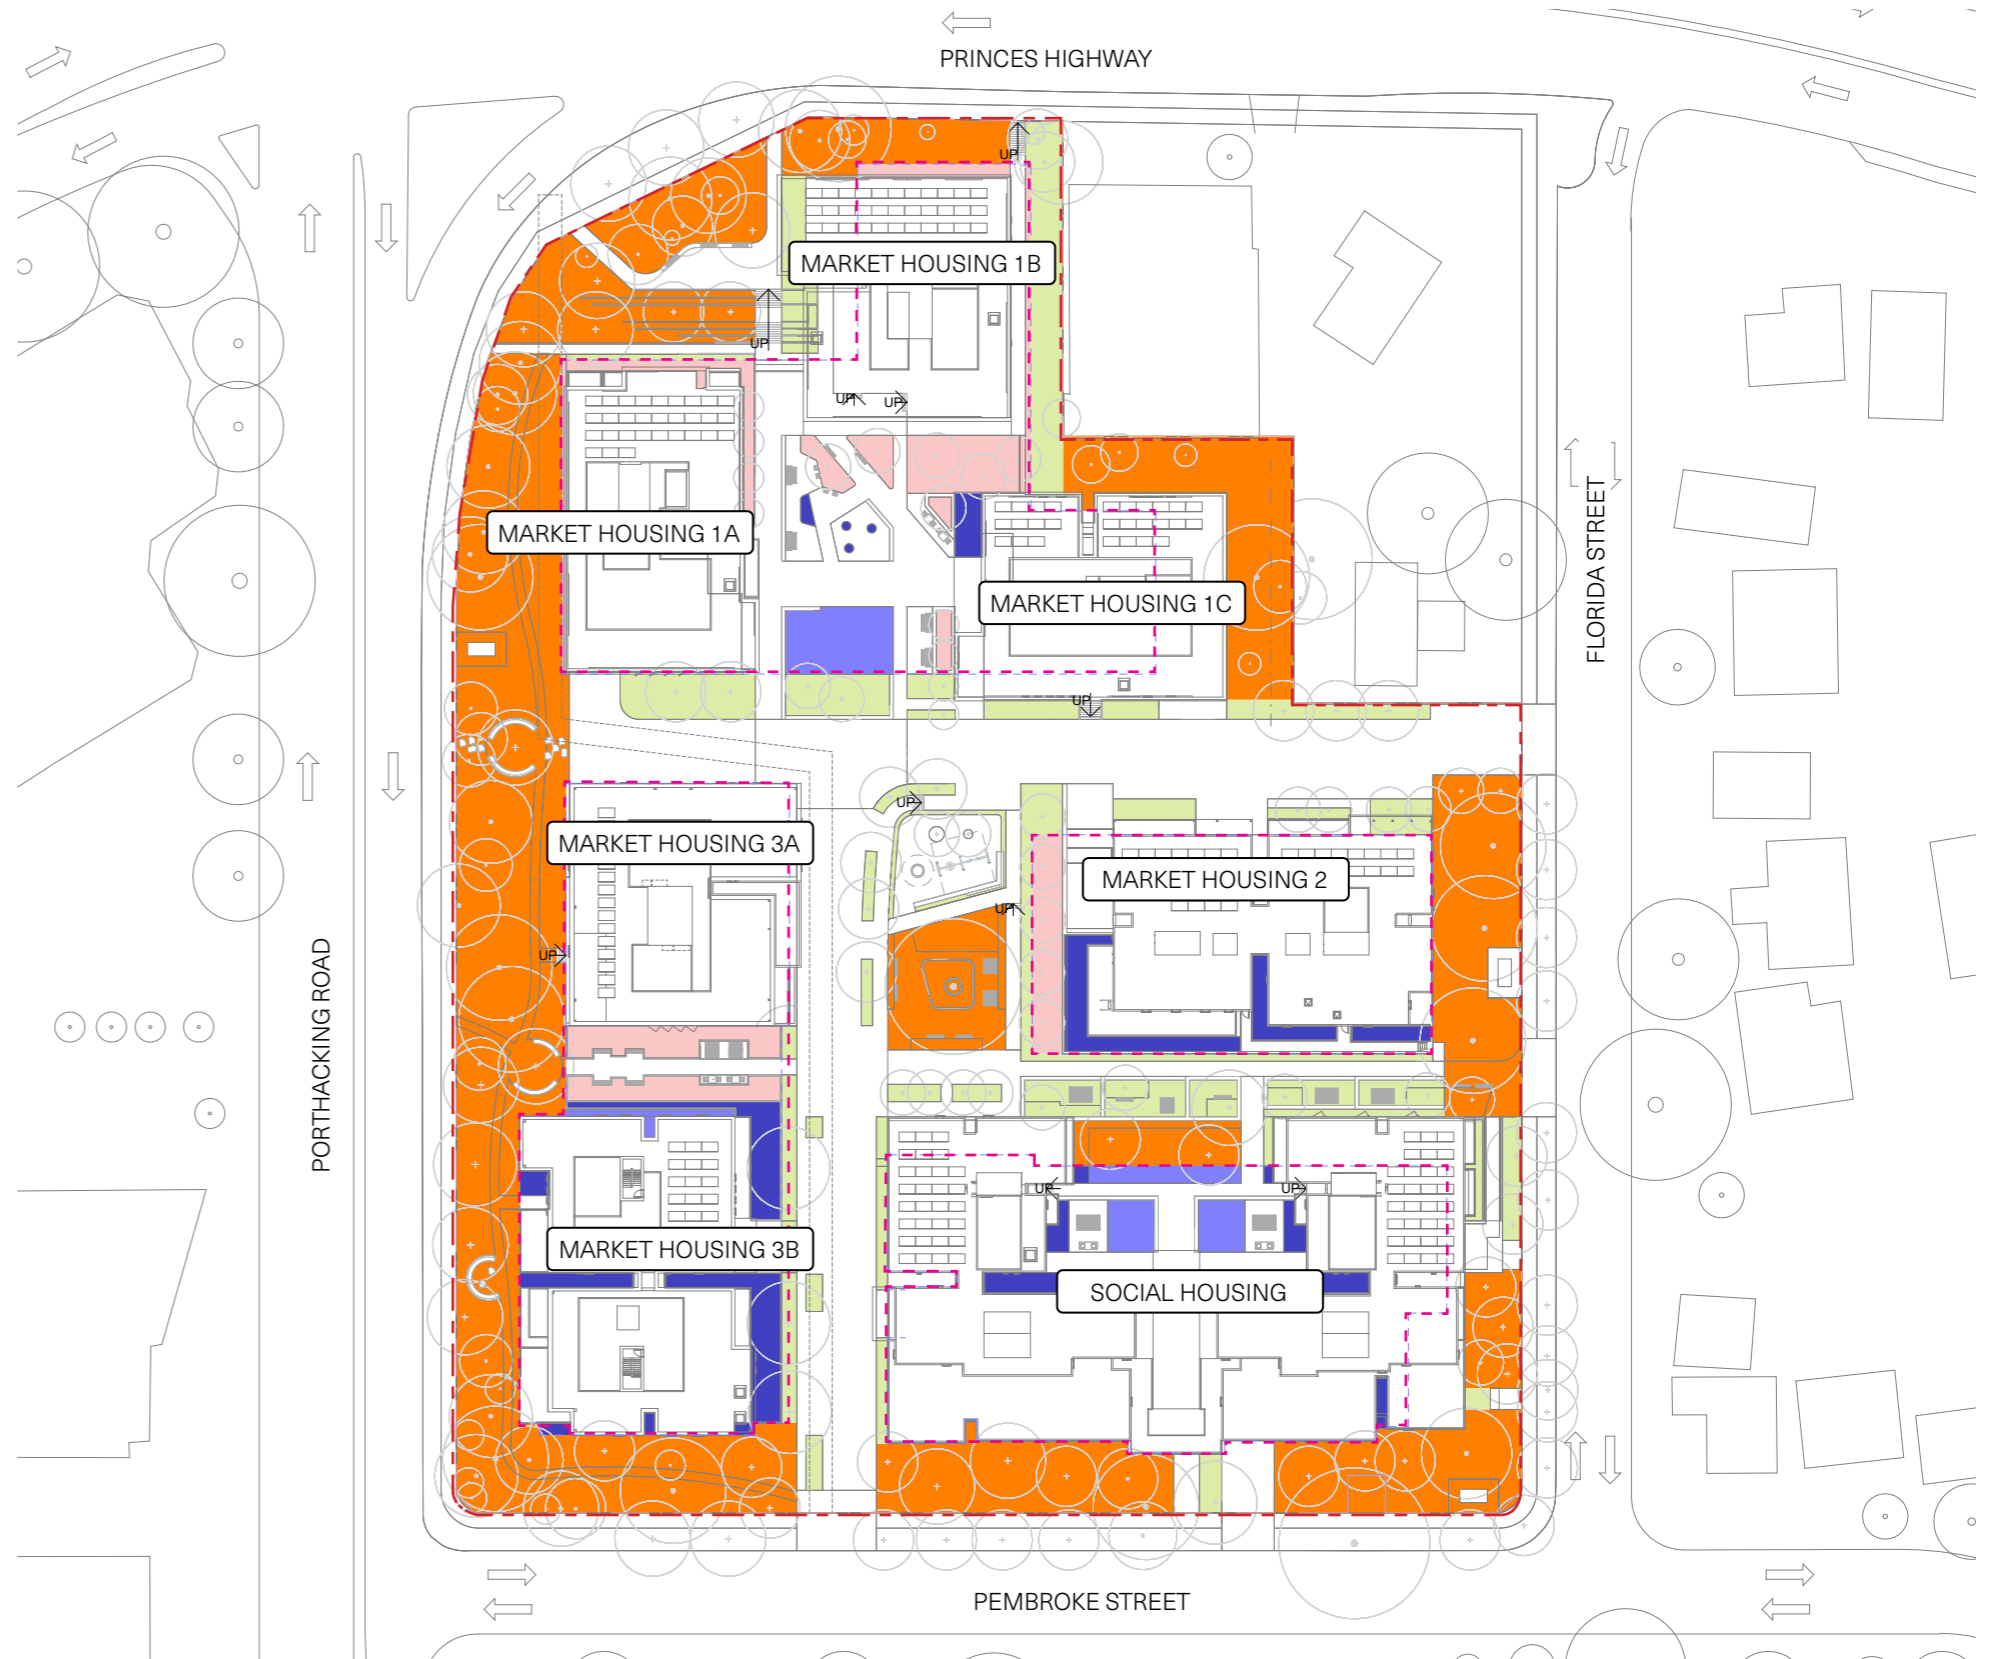 PRINCES HIGHWAY
UP
MARKET HOUSING 1B
UP
UP
UP
MARKET HOUSING 1A
MARKET HOUSING 1C
FLORIDA STREET
UP
UP
MARKET HOUSING 3A
MARKET HOUSING 2
UP
UP
PORTHACKING ROAD
UP
UP
MARKET HOUSING 3B
SOCIAL HOUSING
PEMBROKE STREET